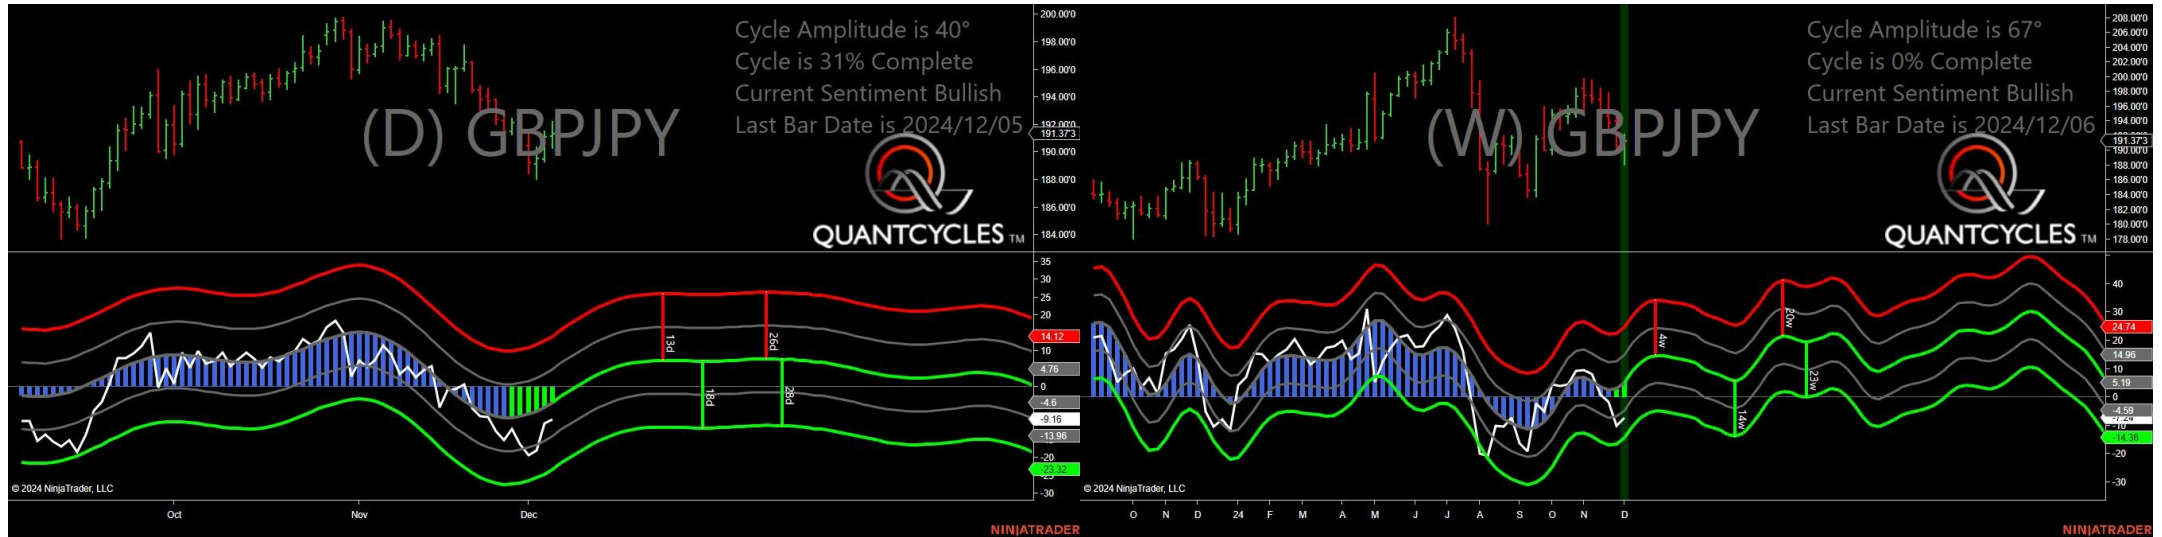 Cycle Amplitude is 40°
Cycle is 31% Complete
Current Sentiment Bullish
Last Bar Date is 2024/12/05
(D) GBPJPY
QUANTCYCLES TM
200.00'0
198.00'0
196.00'0
194.00'0
192.00'0
191.373
190.00'0
188.00'0
186.00'0
184.00'0
35
30
25
20
14.12
10
4.76
0
-4.6
-9.16
-13.96
-20
-23.32
-30
13d
26d
18d
28d
© 2024 NinjaTrader, LLC
Oct
Nov
Dec
NINJATRADER
Cycle Amplitude is 67°
Cycle is 0% Complete
Current Sentiment Bullish
Last Bar Date is 2024/12/06
(W) GBPJPY
QUANTCYCLES TM
208.00'0
206.00'0
204.00'0
202.00'0
200.00'0
198.00'0
196.00'0
194.00'0
191.373
190.00'0
188.00'0
186.00'0
184.00'0
182.00'0
180.00'0
178.00'0
40
30
24.74
20
14.96
10
5.19
0
-4.59
-10
-14.36
-20
-30
4w
20w
14w
23w
© 2024 NinjaTrader, LLC
O N D 24 F M A M J J A S O N D
NINJATRADER